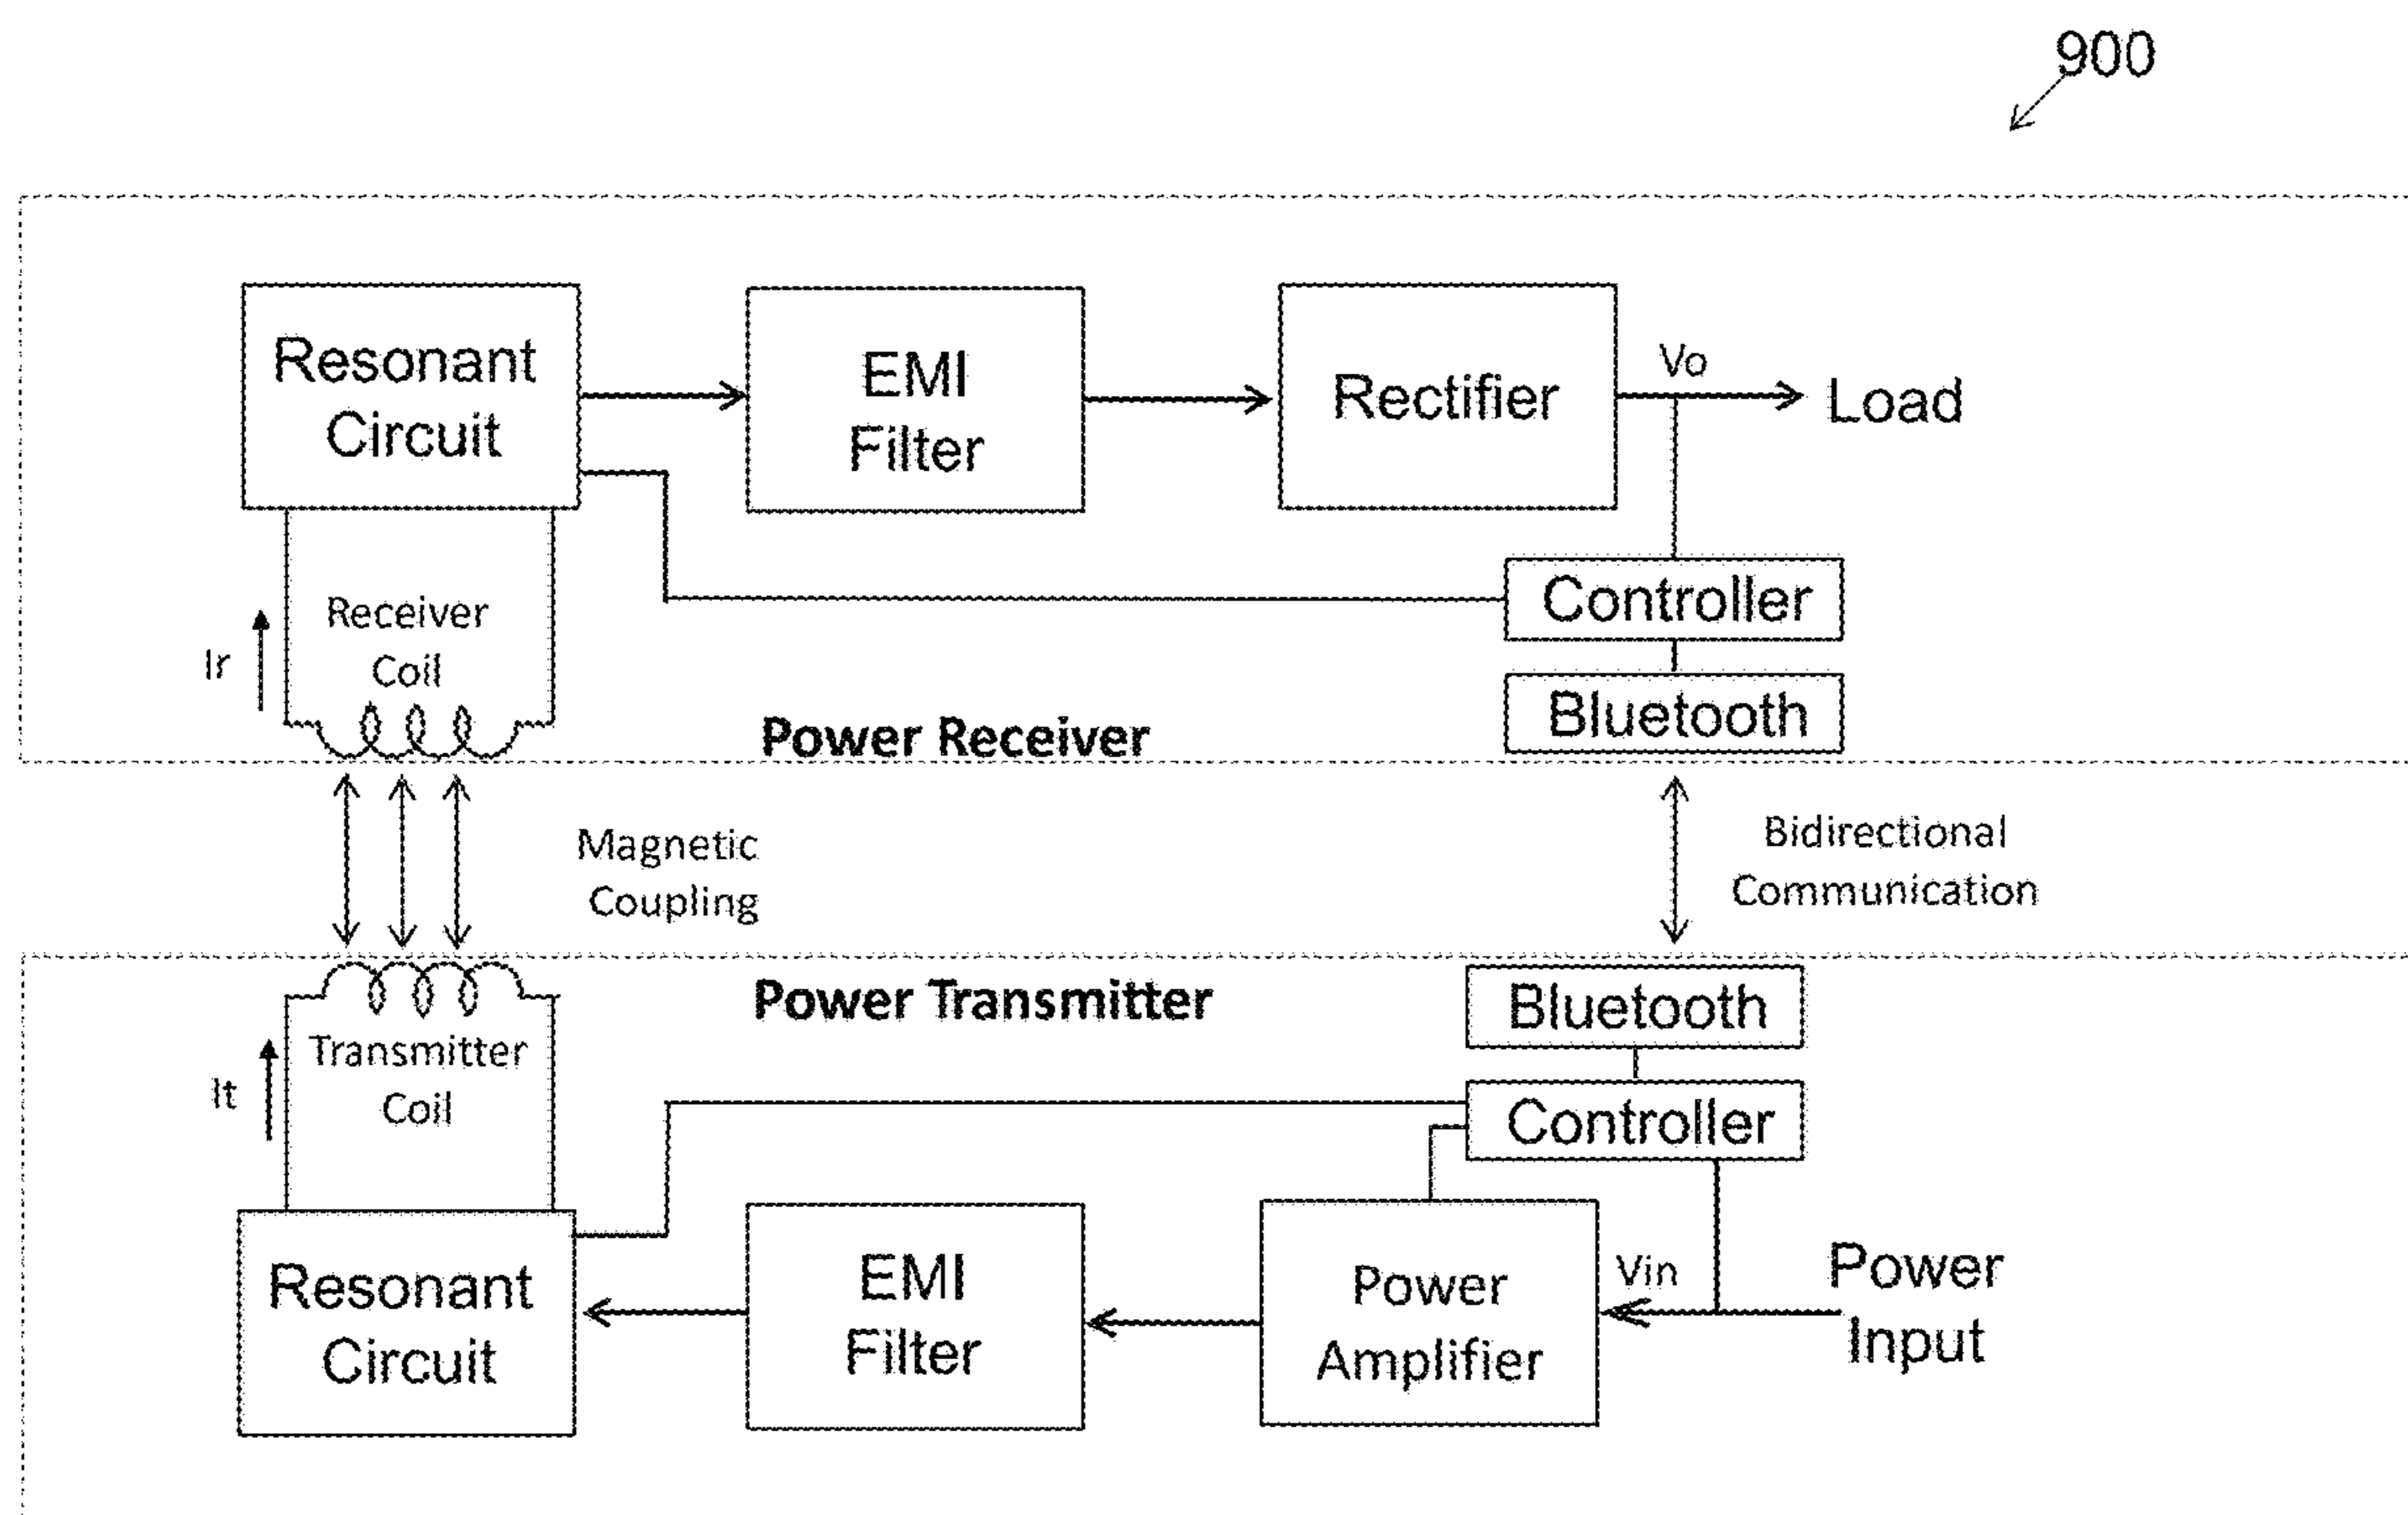 900
Resonant
Circuit
EMI
Filter
Rectifier
Vo
Load
Receiver
Coil
Ir
Controller
Bluetooth
Power Receiver
Magnetic
Coupling
Bidirectional
Communication
Power Transmitter
Bluetooth
Transmitter
Coil
It
Controller
Resonant
Circuit
EMI
Filter
Power
Amplifier
Vin
Power
Input